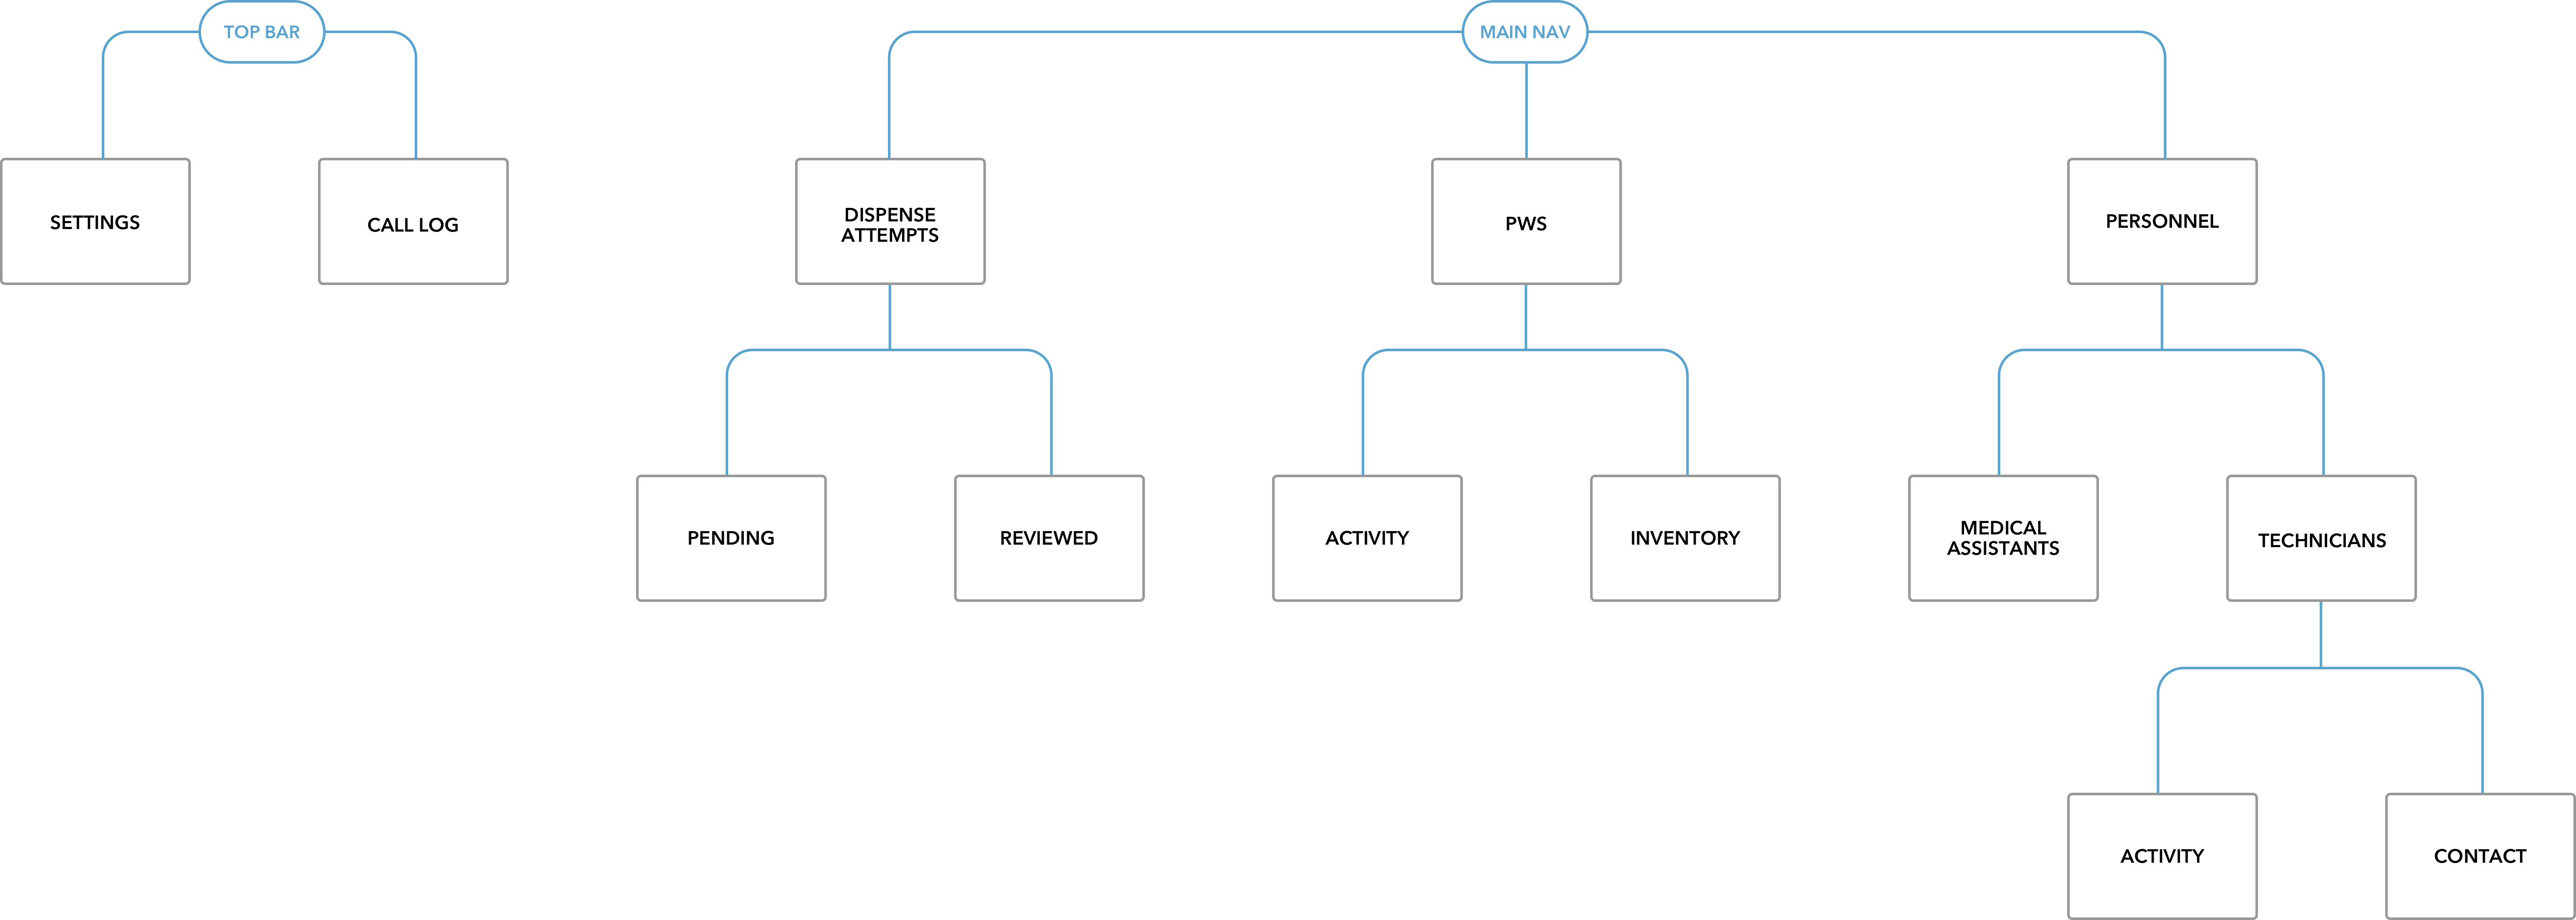 TOP BAR
MAIN NAV
SETTINGS
CALL LOG
DISPENSE
ATTEMPTS
PWS
PERSONNEL
PENDING
REVIEWED
ACTIVITY
INVENTORY
MEDICAL
ASSISTANTS
TECHNICIANS
ACTIVITY
CONTACT